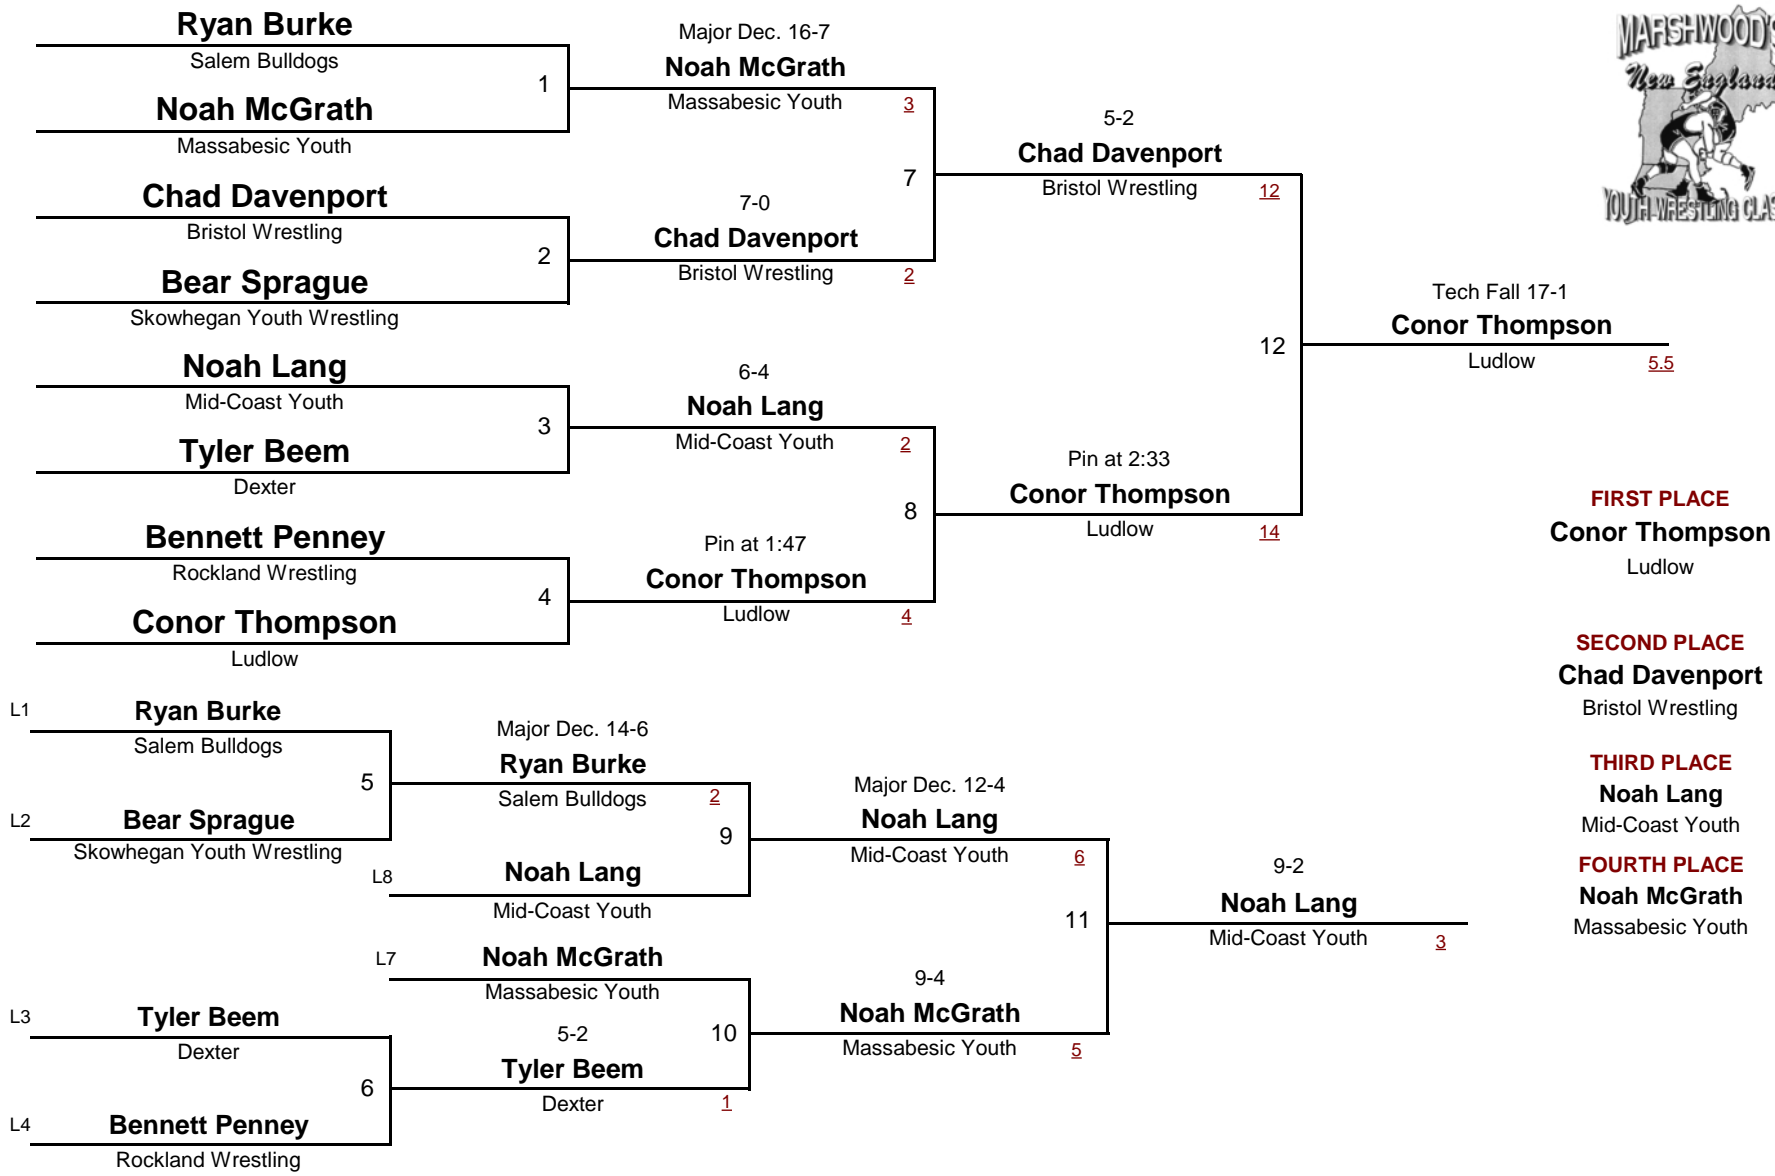 Ryan Burke
Salem Bulldogs
1
Noah McGrath
Massabesic Youth
Chad Davenport
Bristol Wrestling
2
Bear Sprague
Skowhegan Youth Wrestling
Noah Lang
Mid-Coast Youth
3
Tyler Beem
Dexter
Bennett Penney
Rockland Wrestling
4
Conor Thompson
Ludlow
Major Dec. 16-7
Noah McGrath
Massabesic Youth 3
7
7-0
Chad Davenport
Bristol Wrestling 2
6-4
Noah Lang
Mid-Coast Youth 2
8
Pin at 1:47
Conor Thompson
Ludlow 4
5-2
Chad Davenport
Bristol Wrestling 12
12
Pin at 2:33
Conor Thompson
Ludlow 14
Tech Fall 17-1
Conor Thompson
Ludlow 5.5
MARSHWOOD'S
New England
YOUTH WRESTLING
FIRST PLACE
Conor Thompson
Ludlow
SECOND PLACE
Chad Davenport
Bristol Wrestling
THIRD PLACE
Noah Lang
Mid-Coast Youth
FOURTH PLACE
Noah McGrath
Massabesic Youth
L1 Ryan Burke
Salem Bulldogs
5
L2 Bear Sprague
Skowhegan Youth Wrestling
L3 Tyler Beem
Dexter
6
L4 Bennett Penney
Rockland Wrestling
Major Dec. 14-6
Ryan Burke
Salem Bulldogs 2
9
L8 Noah Lang
Mid-Coast Youth
L7 Noah McGrath
Massabesic Youth
10
5-2
Tyler Beem
Dexter 1
Major Dec. 12-4
Noah Lang
Mid-Coast Youth 6
11
9-4
Noah McGrath
Massabesic Youth 5
9-2
Noah Lang
Mid-Coast Youth 3